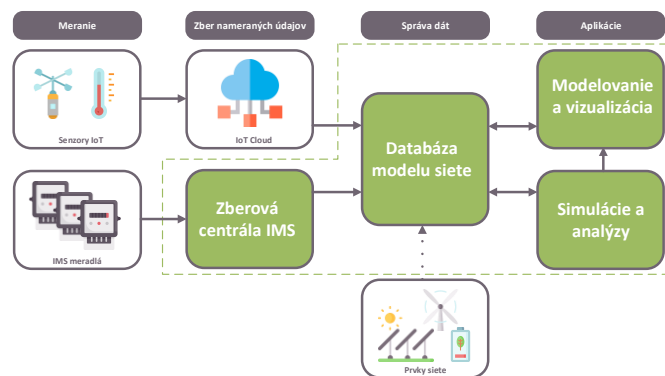 Meranie
Zber nameraných údajov
Správa dát
Aplikácie
Senzory IoT
IoT Cloud
Modelovanie
a vizualizácia
Databáza
modelu siete
IMS meradlá
Zberová
centrála IMS
Simulácie a
analýzy
Prvky siete